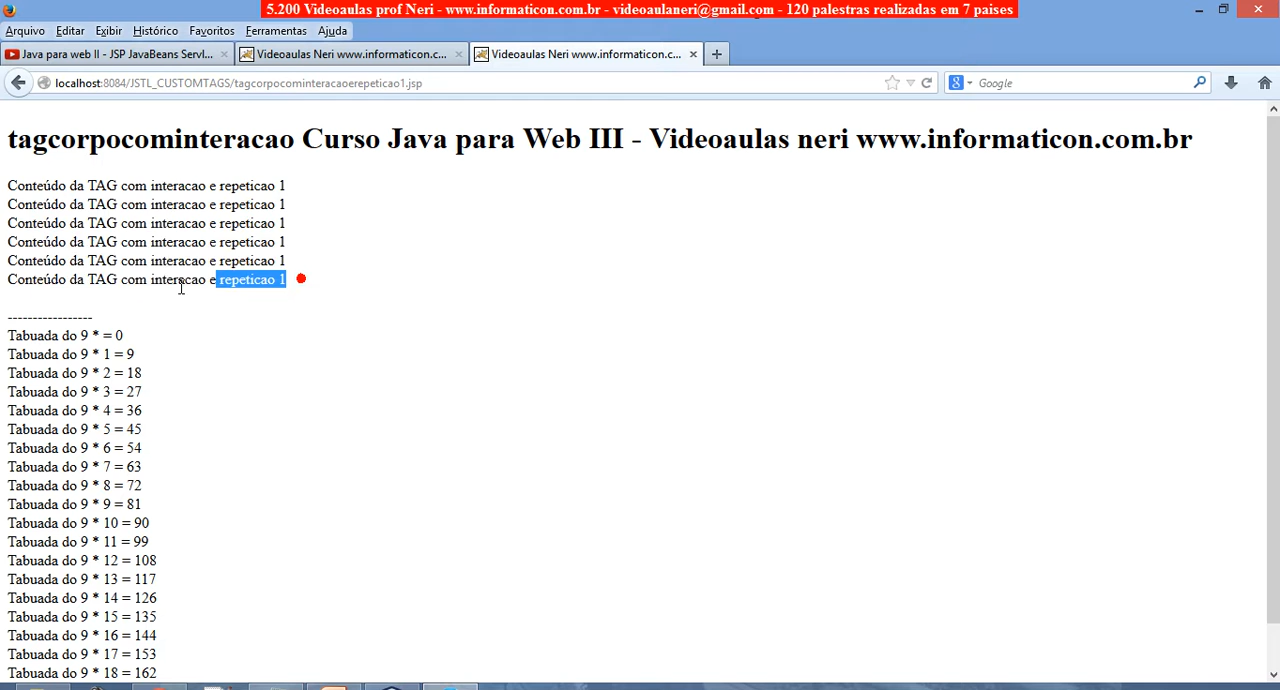 5.200 Videoaulas prof Neri - www.informaticon.com.br - videoaulaneri@gmail.com - 120 palestras realizadas em 7 paises
Arquivo Editar Exibir Histórico Favoritos Ferramentas Ajuda
Java para web II - JSP JavaBeans Servl... × Videoaulas Neri www.informaticon.c... × Videoaulas Neri www.informaticon.c... × +
localhost:8084/JSTL_CUSTOMTAGS/tagcorpocominteracaoerepeticao1.jsp Google
tagcorpocominteracao Curso Java para Web III - Videoaulas neri www.informaticon.com.br
Conteúdo da TAG com interacao e repeticao 1
Conteúdo da TAG com interacao e repeticao 1
Conteúdo da TAG com interacao e repeticao 1
Conteúdo da TAG com interacao e repeticao 1
Conteúdo da TAG com interacao e repeticao 1
Conteúdo da TAG com interacao e repeticao 1
-----------------
Tabuada do 9 * = 0
Tabuada do 9 * 1 = 9
Tabuada do 9 * 2 = 18
Tabuada do 9 * 3 = 27
Tabuada do 9 * 4 = 36
Tabuada do 9 * 5 = 45
Tabuada do 9 * 6 = 54
Tabuada do 9 * 7 = 63
Tabuada do 9 * 8 = 72
Tabuada do 9 * 9 = 81
Tabuada do 9 * 10 = 90
Tabuada do 9 * 11 = 99
Tabuada do 9 * 12 = 108
Tabuada do 9 * 13 = 117
Tabuada do 9 * 14 = 126
Tabuada do 9 * 15 = 135
Tabuada do 9 * 16 = 144
Tabuada do 9 * 17 = 153
Tabuada do 9 * 18 = 162